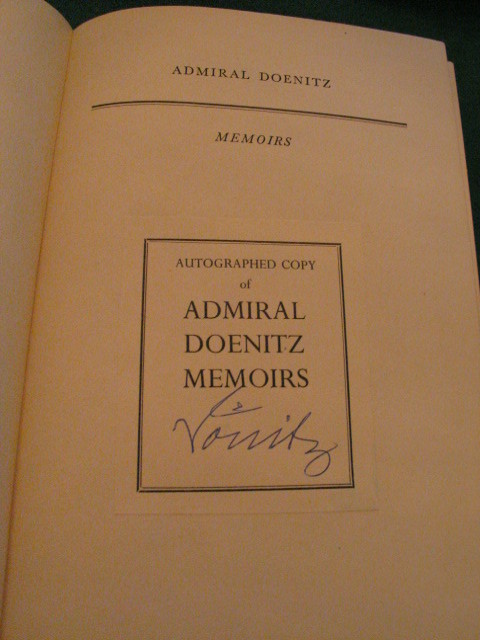 ADMIRAL DOENITZ
MEMOIRS
AUTOGRAPHED COPY
of
ADMIRAL
DOENITZ
MEMOIRS
Dönitz